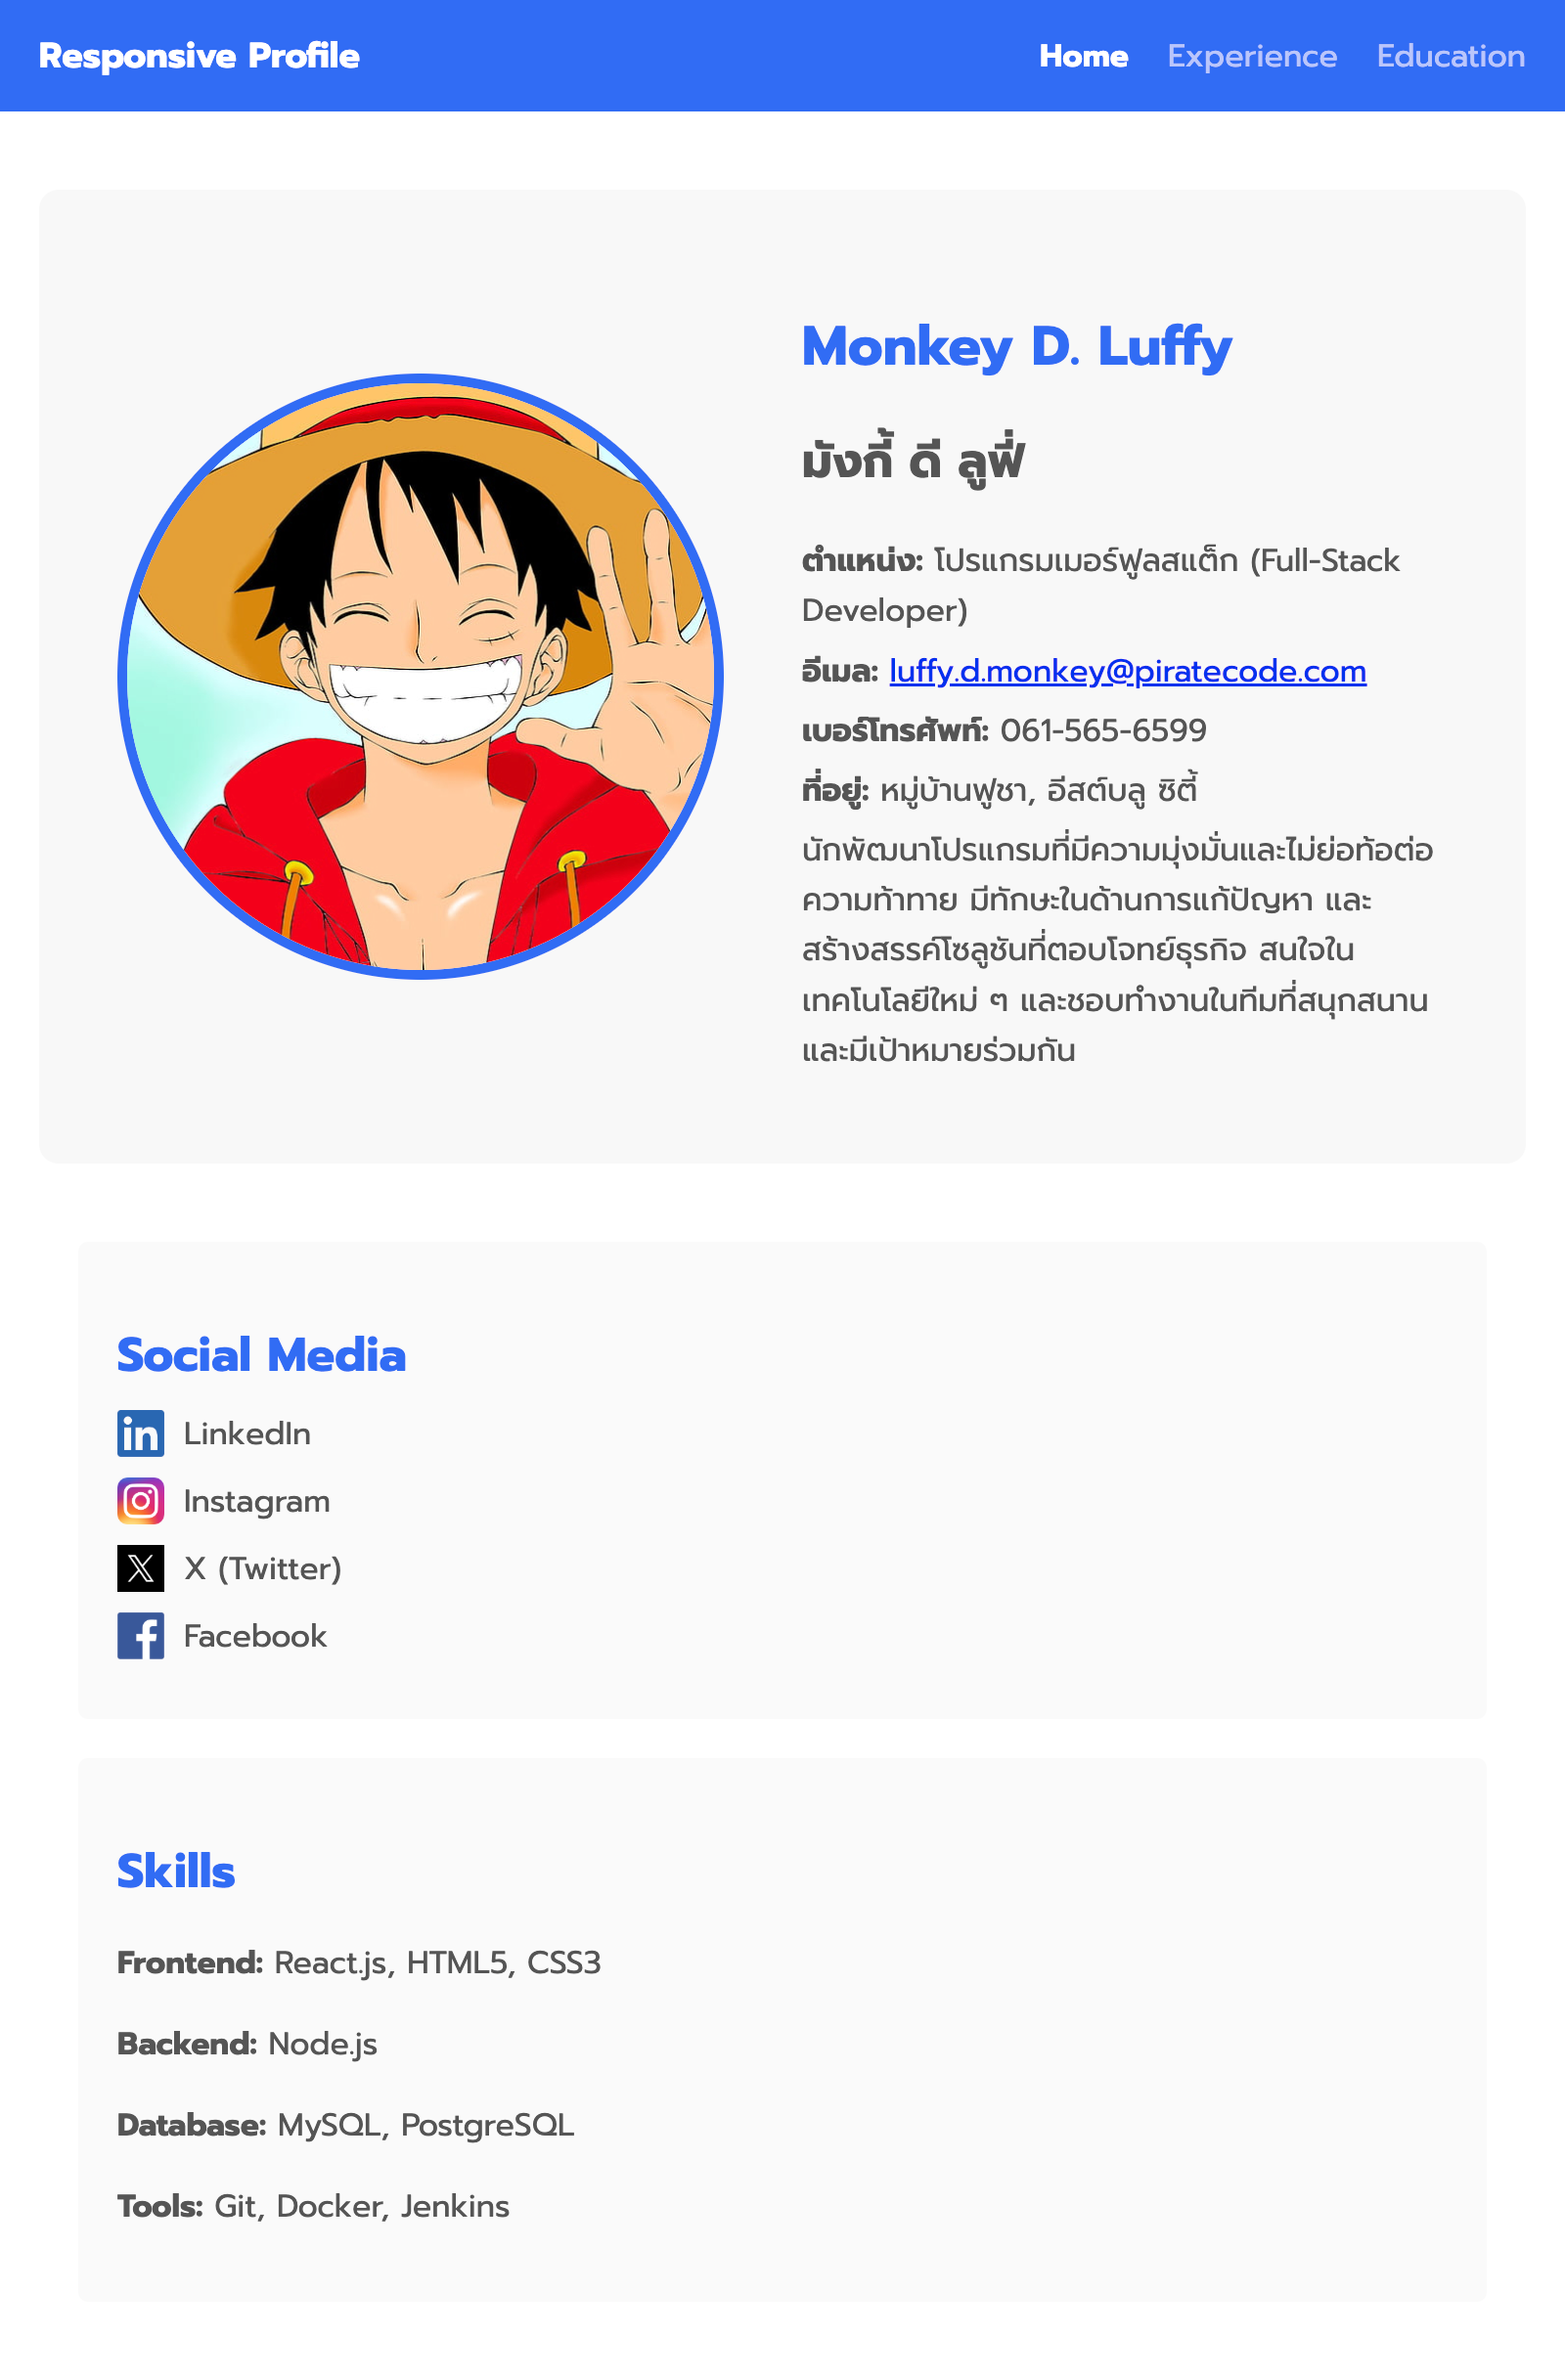 Responsive Profile
Home Experience Education
Monkey D. Luffy
มังกี้ ดี ลูฟี่
ตำแหน่ง: โปรแกรมเมอร์ฟูลสแต็ก (Full-Stack
Developer)
อีเมล: luffy.d.monkey@piratecode.com
เบอร์โทรศัพท์: 061-565-6599
ที่อยู่: หมู่บ้านฟูชา, อีสต์บลู ซิตี้
นักพัฒนาโปรแกรมที่มีความมุ่งมั่นและไม่ย่อท้อต่อ
ความท้าทาย มีทักษะในด้านการแก้ปัญหา และ
สร้างสรรค์โซลูชันที่ตอบโจทย์ธุรกิจ สนใจใน
เทคโนโลยีใหม่ ๆ และชอบทำงานในทีมที่สนุกสนาน
และมีเป้าหมายร่วมกัน
Social Media
LinkedIn
Instagram
X (Twitter)
Facebook
Skills
Frontend: React.js, HTML5, CSS3
Backend: Node.js
Database: MySQL, PostgreSQL
Tools: Git, Docker, Jenkins